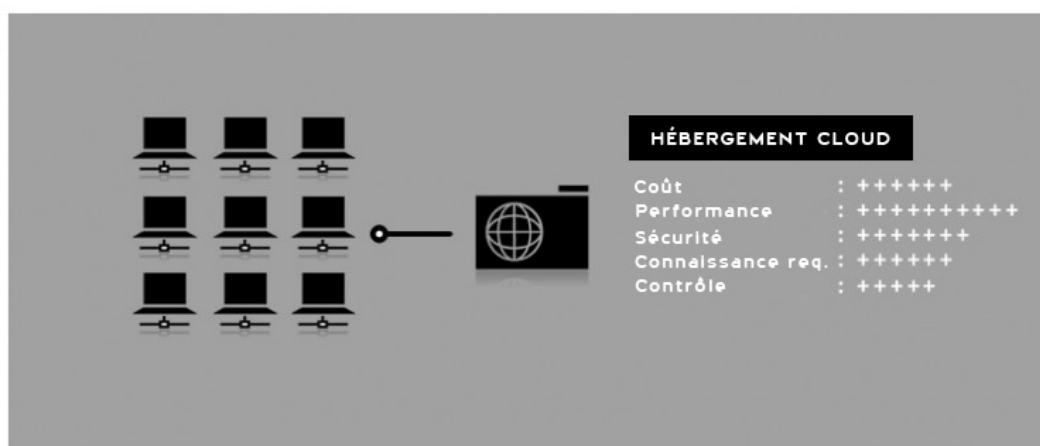 HÉBERGEMENT CLOUD
Coût : ++++++
Performance : ++++++++++
Sécurité : +++++++
Connaissance req. : ++++++
Contrôle : +++++